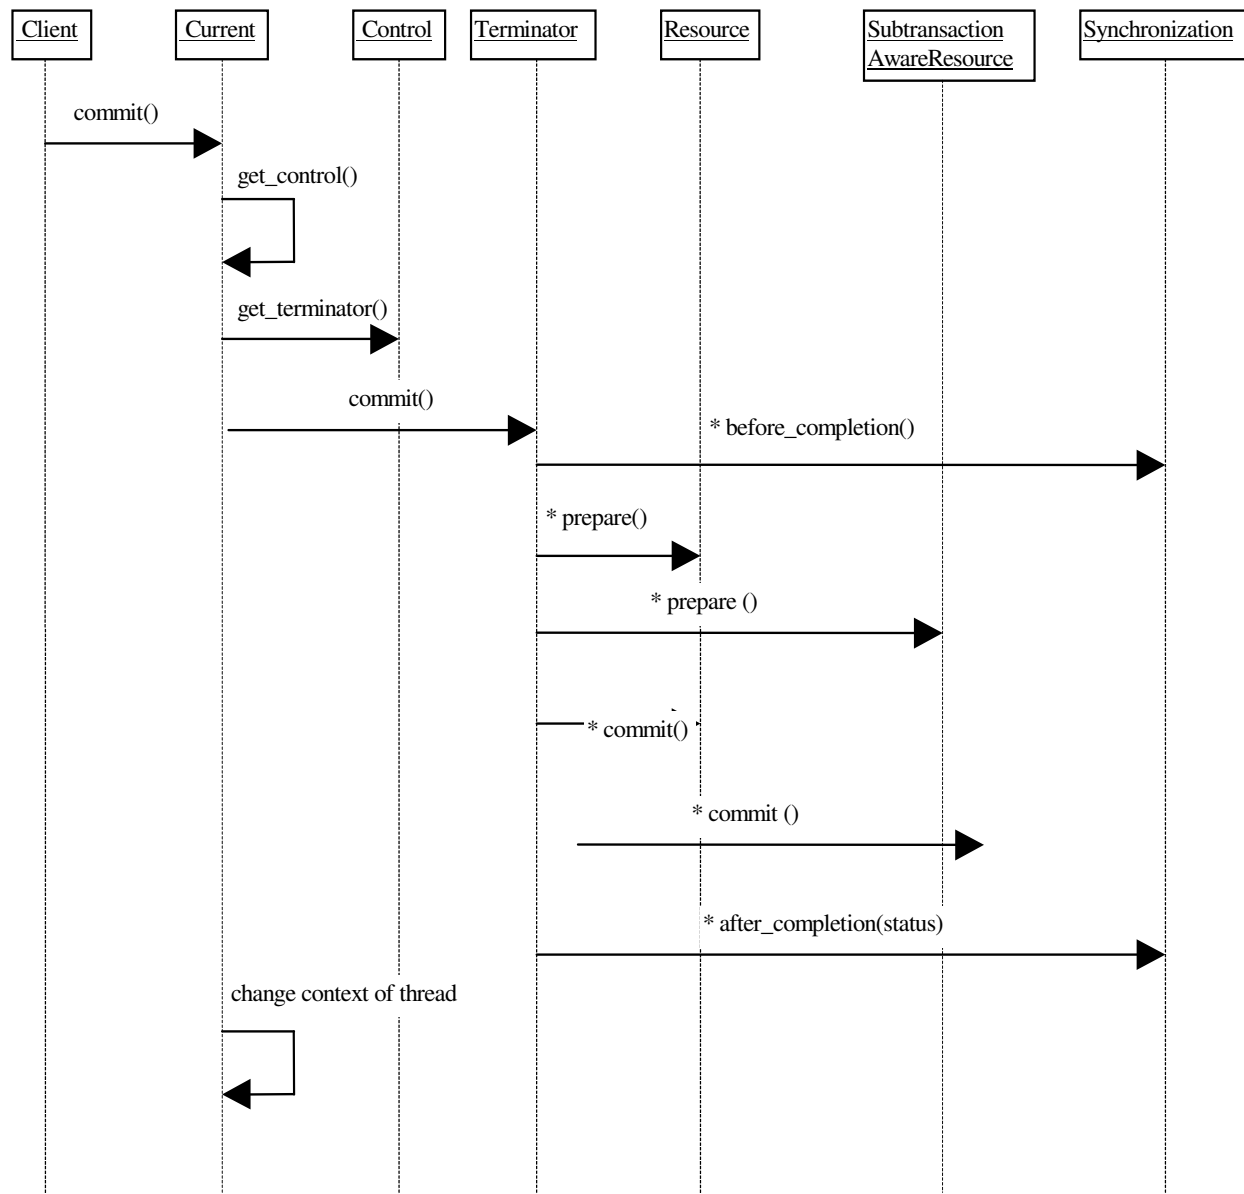 Client
Current
Control
Terminator
Resource
Subtransaction
AwareResource
Synchronization
commit()
get_control()
get_terminator()
commit()
* before_completion()
* prepare()
* prepare ()
* commit()
* commit ()
* after_completion(status)
change context of thread